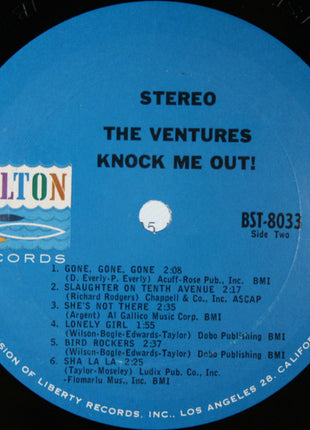 STEREO
THE VENTURES
KNOCK ME OUT!
LTON
BST-8033
Side Two
5
ECORDS
1. GONE, GONE, GONE 2:08
(D. Everly-P. Everly) Acuff-Rose Pub., Inc. BMI
2. SLAUGHTER ON TENTH AVENUE 2:17
(Richard Rodgers) Chappell & Co., Inc. ASCAP
3. SHE'S NOT THERE 2:35
(Argent) Al Gallico Music Corp. BMI
4. LONELY GIRL 1:55
(Wilson-Bogle-Edwards-Taylor) Dobo Publishing BMI
5. BIRD ROCKERS 2:37
(Wilson-Bogle-Edwards-Taylor) Dobo Publishing BMI
6. SHA LA LA 2:25
(Taylor-Mosley) Ludix Pub. Co., Inc.
-Flomarlu Mus., Inc. BMI
SION OF LIBERTY RECORDS, INC., LOS ANGELES 28, CALIFO